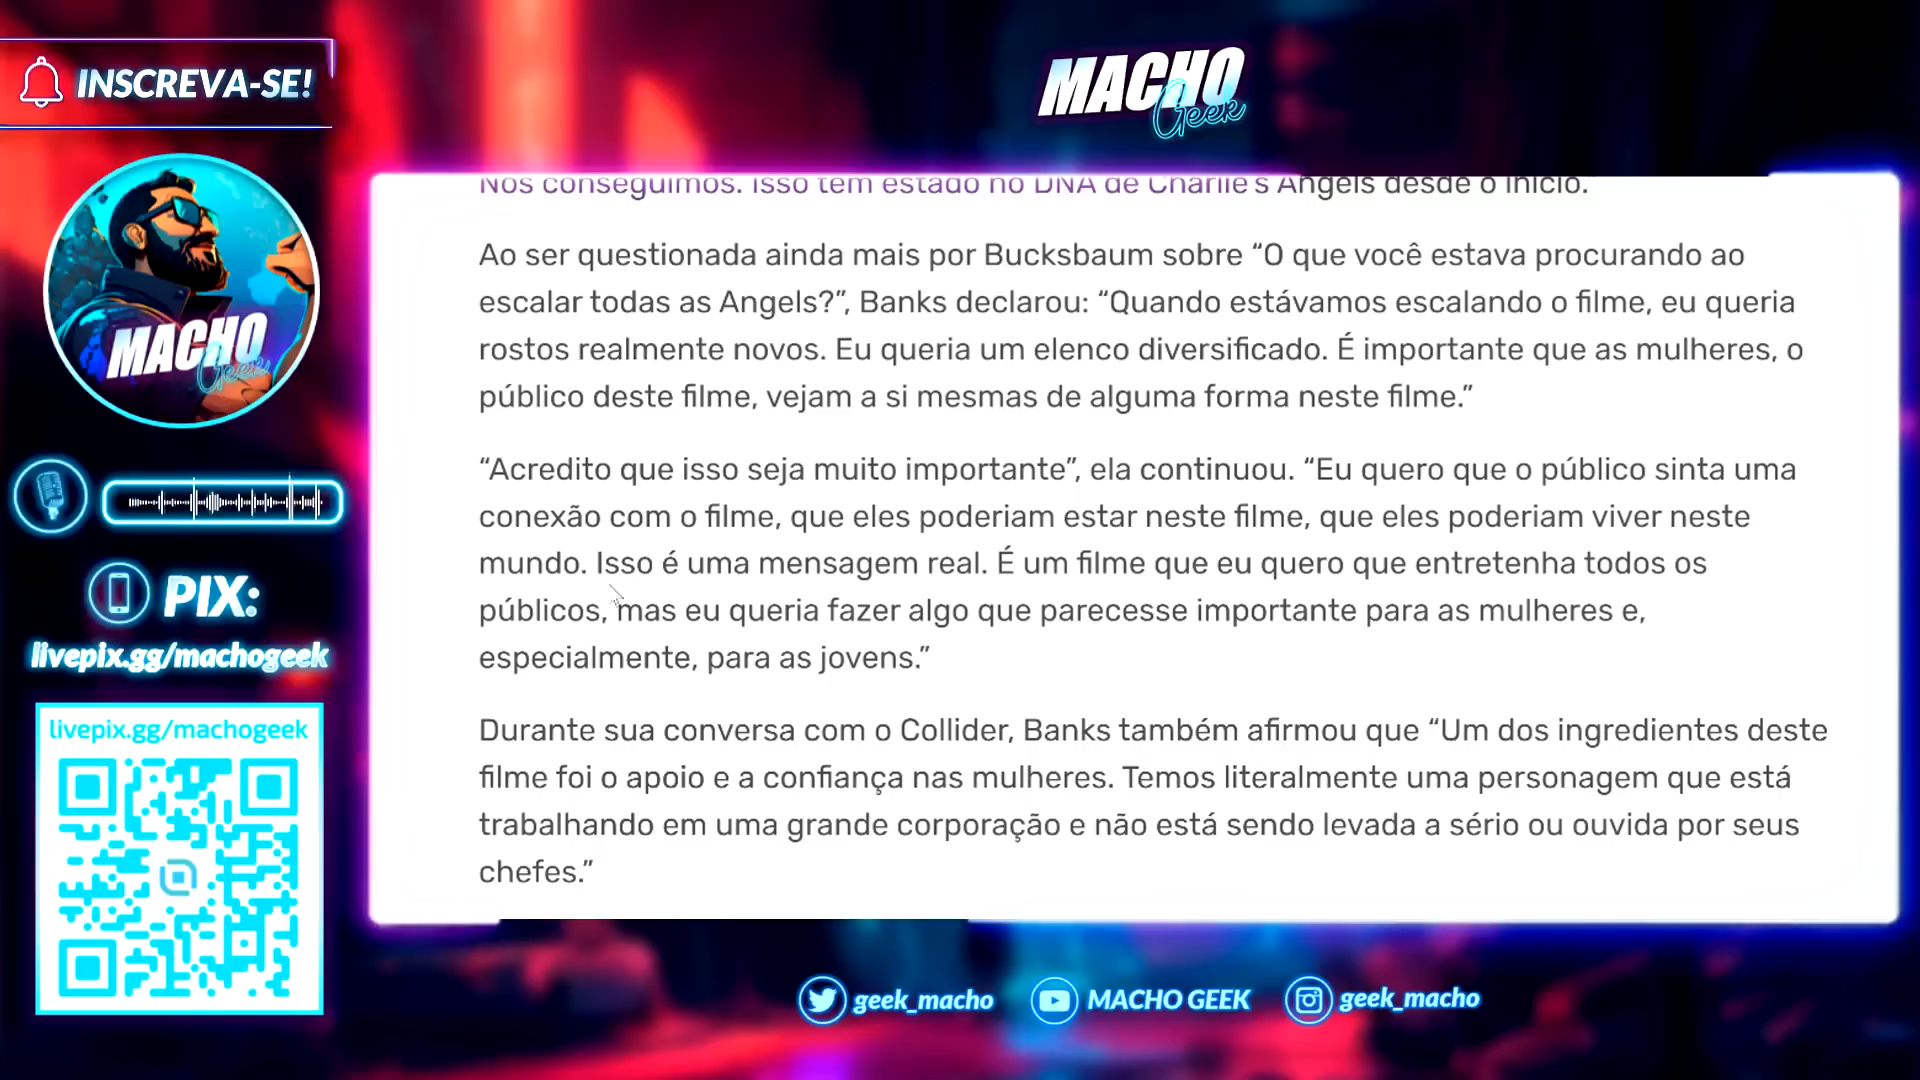 INSCREVA-SE!
MACHO
Geek
MACHO
Geek
PIX:
livepix.gg/machogeek
livepix.gg/machogeek
Nós conseguimos. Isso tem estado no DNA de Charlie's Angels desde o início.
Ao ser questionada ainda mais por Bucksbaum sobre “O que você estava procurando ao
escalar todas as Angels?”, Banks declarou: “Quando estávamos escalando o filme, eu queria
rostos realmente novos. Eu queria um elenco diversificado. É importante que as mulheres, o
público deste filme, vejam a si mesmas de alguma forma neste filme.”
“Acredito que isso seja muito importante”, ela continuou. “Eu quero que o público sinta uma
conexão com o filme, que eles poderiam estar neste filme, que eles poderiam viver neste
mundo. Isso é uma mensagem real. É um filme que eu quero que entretenha todos os
públicos, mas eu queria fazer algo que parecesse importante para as mulheres e,
especialmente, para as jovens.”
Durante sua conversa com o Collider, Banks também afirmou que “Um dos ingredientes deste
filme foi o apoio e a confiança nas mulheres. Temos literalmente uma personagem que está
trabalhando em uma grande corporação e não está sendo levada a sério ou ouvida por seus
chefes.”
geek_macho
MACHO GEEK
geek_macho